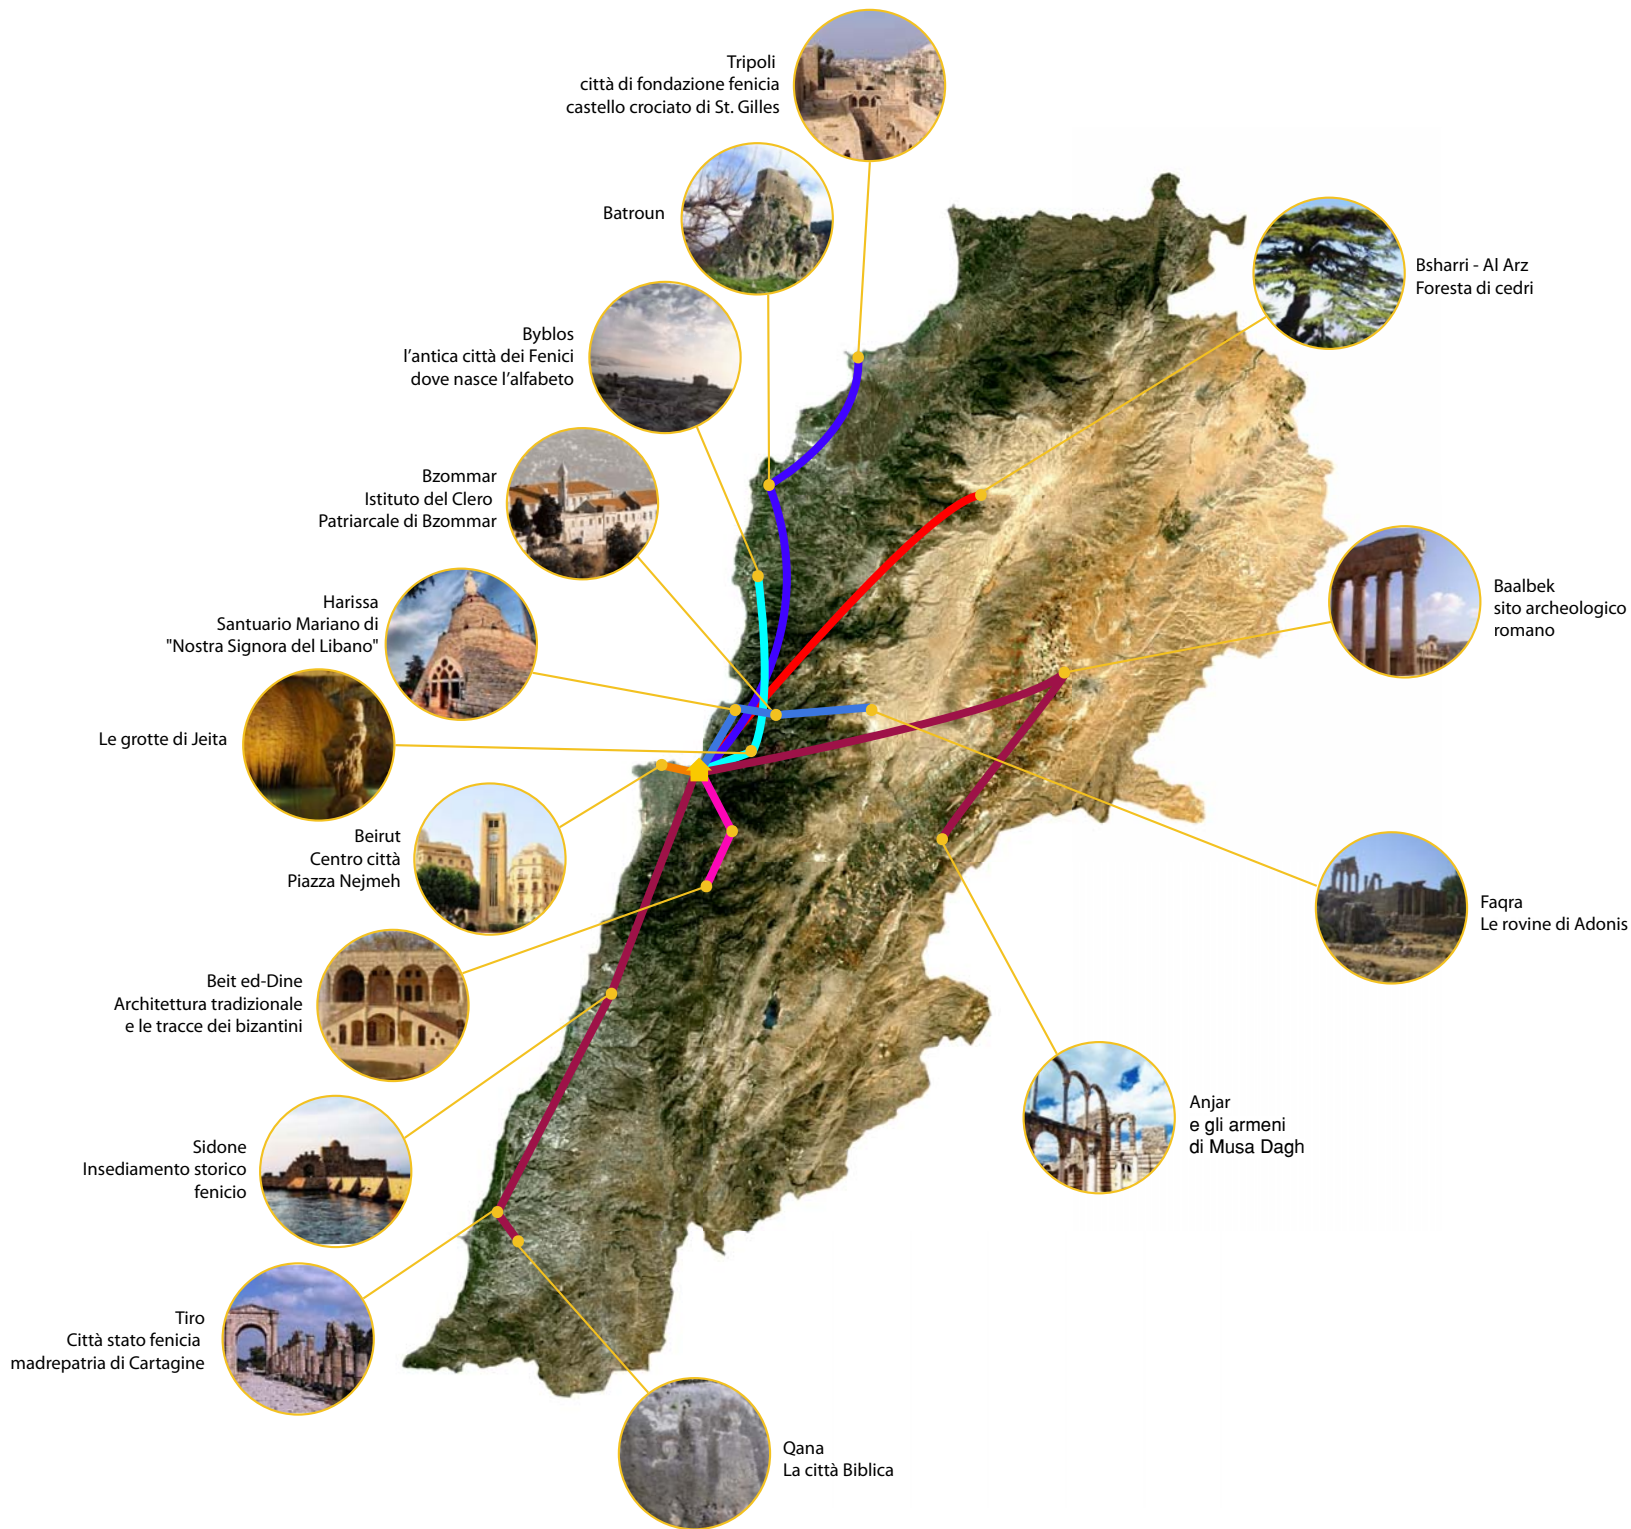 Tripoli
città di fondazione fenicia
castello crociato di St. Gilles
Batroun
Bsharri - Al Arz
Foresta di cedri
Byblos
l'antica città dei Fenici
dove nasce l'alfabeto
Bzommar
Istituto del Clero
Patriarcale di Bzommar
Harissa
Santuario Mariano di
"Nostra Signora del Libano"
Baalbek
sito archeologico
romano
Le grotte di Jeita
Beirut
Centro città
Piazza Nejmeh
Faqra
Le rovine di Adonis
Beit ed-Dine
Architettura tradizionale
e le tracce dei bizantini
Anjar
e gli armeni
di Musa Dagh
Sidone
Insediamento storico
fenicio
Tiro
Città stato fenicia
madrepatria di Cartagine
Qana
La città Biblica